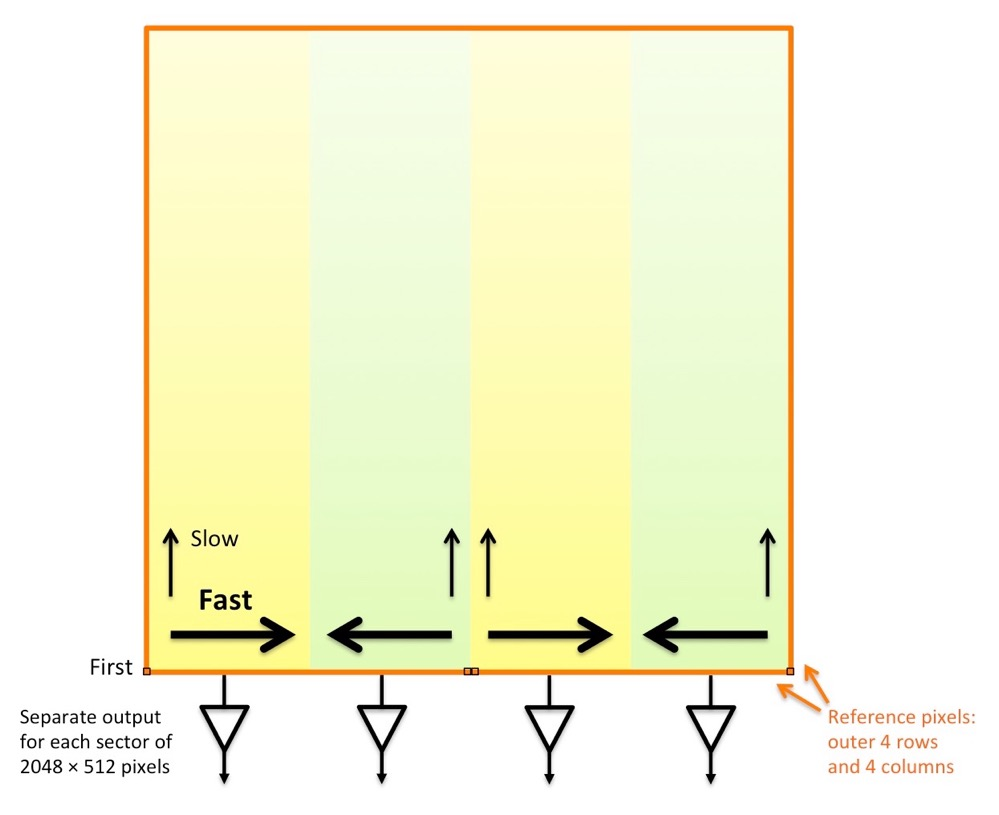 Slow
Fast
First
Separate output
for each sector of
2048 × 512 pixels
Reference pixels:
outer 4 rows
and 4 columns